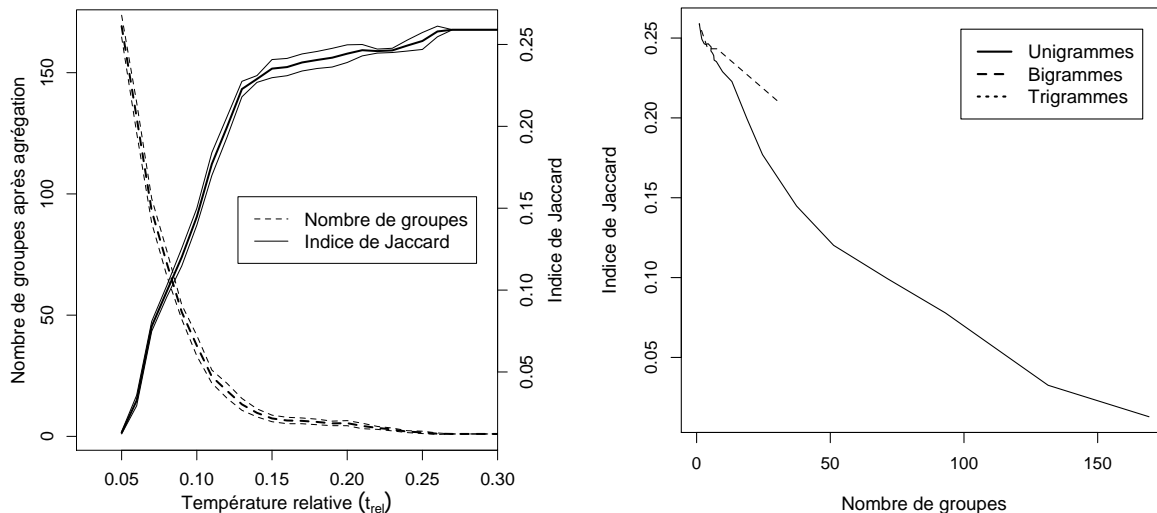 Nombre de groupes après agrégation
0
50
100
150
0.05
0.10
0.15
0.20
0.25
0.30
Température relative (t_rel)
0.05
0.10
0.15
0.20
0.25
Indice de Jaccard
Nombre de groupes
Indice de Jaccard
Indice de Jaccard
0.05
0.10
0.15
0.20
0.25
0
50
100
150
Nombre de groupes
Unigrammes
Bigrammes
Trigrammes